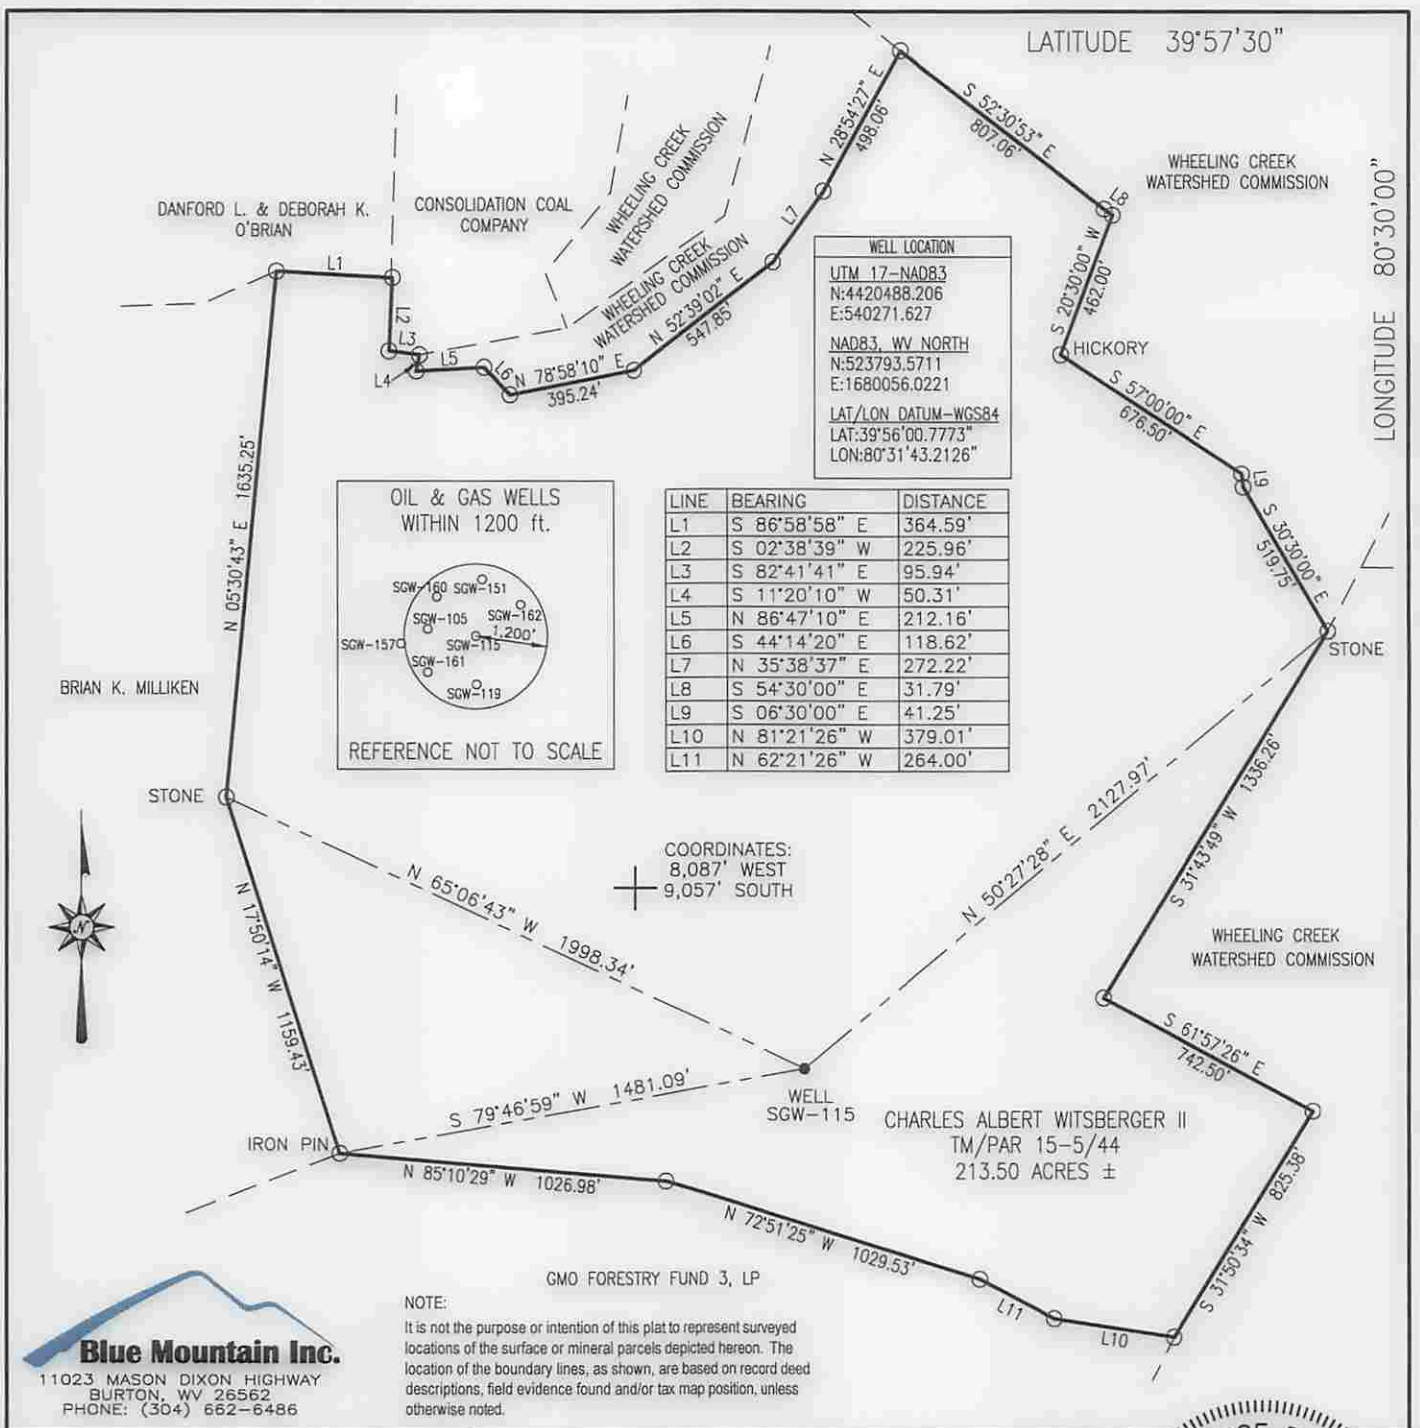 LATITUDE 39°57'30"
LONGITUDE 80°30'00"
DANFORD L. & DEBORAH K.
O'BRIAN
CONSOLIDATION COAL
COMPANY
WHEELING CREEK
WATERSHED COMMISSION
WHEELING CREEK
WATERSHED COMMISSION
WHEELING CREEK
WATERSHED COMMISSION
N 28°54'27" E
498.06'
S 52°30'53" E
807.06
L8
L7
S 20°30'00" W
462.00'
HICKORY
S 57°00'00" E
676.50'
L9
S 30°30'00" E
519.75'
STONE
L1
L2
L3
L4
L5
L6
N 78°58'10" E
395.24'
N 52°39'02" E
547.85'
WELL LOCATION
UTM 17-NAD83
N:4420488.206
E:540271.627
NAD83, WV NORTH
N:523793.5711
E:1680056.0221
LAT/LON DATUM-WGS84
LAT:39°56'00.7773"
LON:80°31'43.2126"
N 05°30'43" E 1635.25'
OIL & GAS WELLS
WITHIN 1200 ft.
SGW-160 SGW-151
SGW-105 SGW-162
1,200'
SGW-157 SGW-115
SGW-161
SGW-119
REFERENCE NOT TO SCALE
LINE BEARING DISTANCE
L1 S 86°58'58" E 364.59'
L2 S 02°38'39" W 225.96'
L3 S 82°41'41" E 95.94'
L4 S 11°20'10" W 50.31'
L5 N 86°47'10" E 212.16'
L6 S 44°14'20" E 118.62'
L7 N 35°38'37" E 272.22'
L8 S 54°30'00" E 31.79'
L9 S 06°30'00" E 41.25'
L10 N 81°21'26" W 379.01'
L11 N 62°21'26" W 264.00'
BRIAN K. MILLIKEN
STONE
N 65°06'43" W 1998.34'
COORDINATES:
8,087' WEST
9,057' SOUTH
N 50°27'28" E 2127.97'
S 31°43'49" W 1336.26'
WHEELING CREEK
WATERSHED COMMISSION
N
N 17°50'14" W 1159.43'
S 61°57'26" E
742.50'
S 79°46'59" W 1481.09'
WELL
SGW-115
CHARLES ALBERT WITSBERGER II
TM/PAR 15-5/44
213.50 ACRES ±
IRON PIN
N 85°10'29" W 1026.98'
N 72°51'25" W 1029.53'
S 31°50'34" W 825.38'
L11
L10
GMO FORESTRY FUND 3, LP
Blue Mountain Inc.
11023 MASON DIXON HIGHWAY
BURTON, WV 26562
PHONE: (304) 662-6486
NOTE:
It is not the purpose or intention of this plat to represent surveyed
locations of the surface or mineral parcels depicted hereon. The
location of the boundary lines, as shown, are based on record deed
descriptions, field evidence found and/or tax map position, unless
otherwise noted.